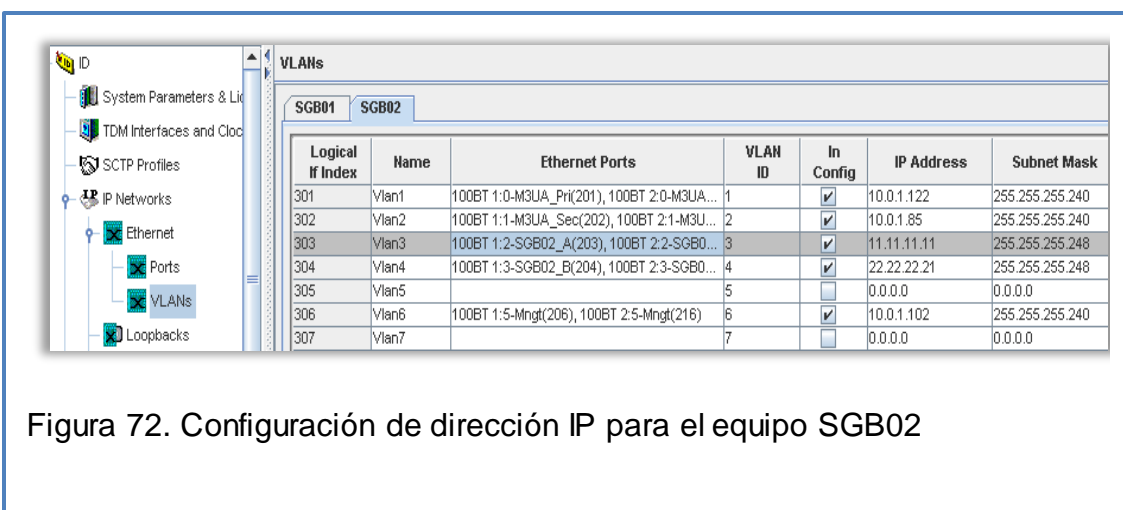 ID
System Parameters & Lic
TDM Interfaces and Cloc
SCTP Profiles
IP Networks
Ethernet
Ports
VLANs
Loopbacks
VLANs
SGB01 SGB02
Logical If Index Name Ethernet Ports VLAN ID In Config IP Address Subnet Mask
301 Vlan1 100BT 1:0-M3UA_Pri(201), 100BT 2:0-M3UA... 1 10.0.1.122 255.255.255.240
302 Vlan2 100BT 1:1-M3UA_Sec(202), 100BT 2:1-M3U... 2 10.0.1.85 255.255.255.240
303 Vlan3 100BT 1:2-SGB02_A(203), 100BT 2:2-SGB0... 3 11.11.11.11 255.255.255.248
304 Vlan4 100BT 1:3-SGB02_B(204), 100BT 2:3-SGB0... 4 22.22.22.21 255.255.255.248
305 Vlan5 5 0.0.0.0 0.0.0.0
306 Vlan6 100BT 1:5-Mngt(206), 100BT 2:5-Mngt(216) 6 10.0.1.102 255.255.255.240
307 Vlan7 7 0.0.0.0 0.0.0.0
Figura 72. Configuración de dirección IP para el equipo SGB02